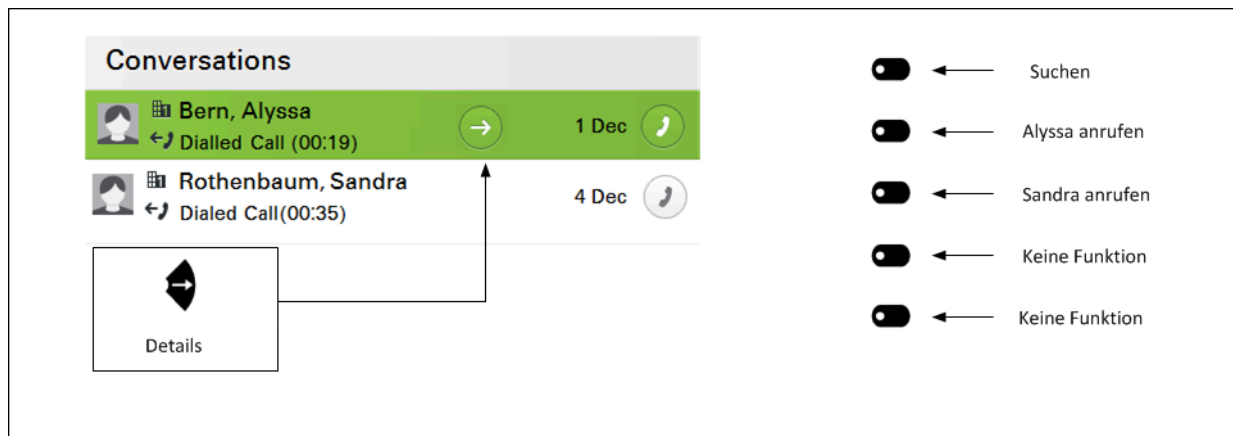 Conversations
Suchen
Bern, Alyssa
Dialled Call (00:19)
1 Dec
Alyssa anrufen
Rothenbaum, Sandra
Dialed Call(00:35)
4 Dec
Sandra anrufen
Keine Funktion
Details
Keine Funktion